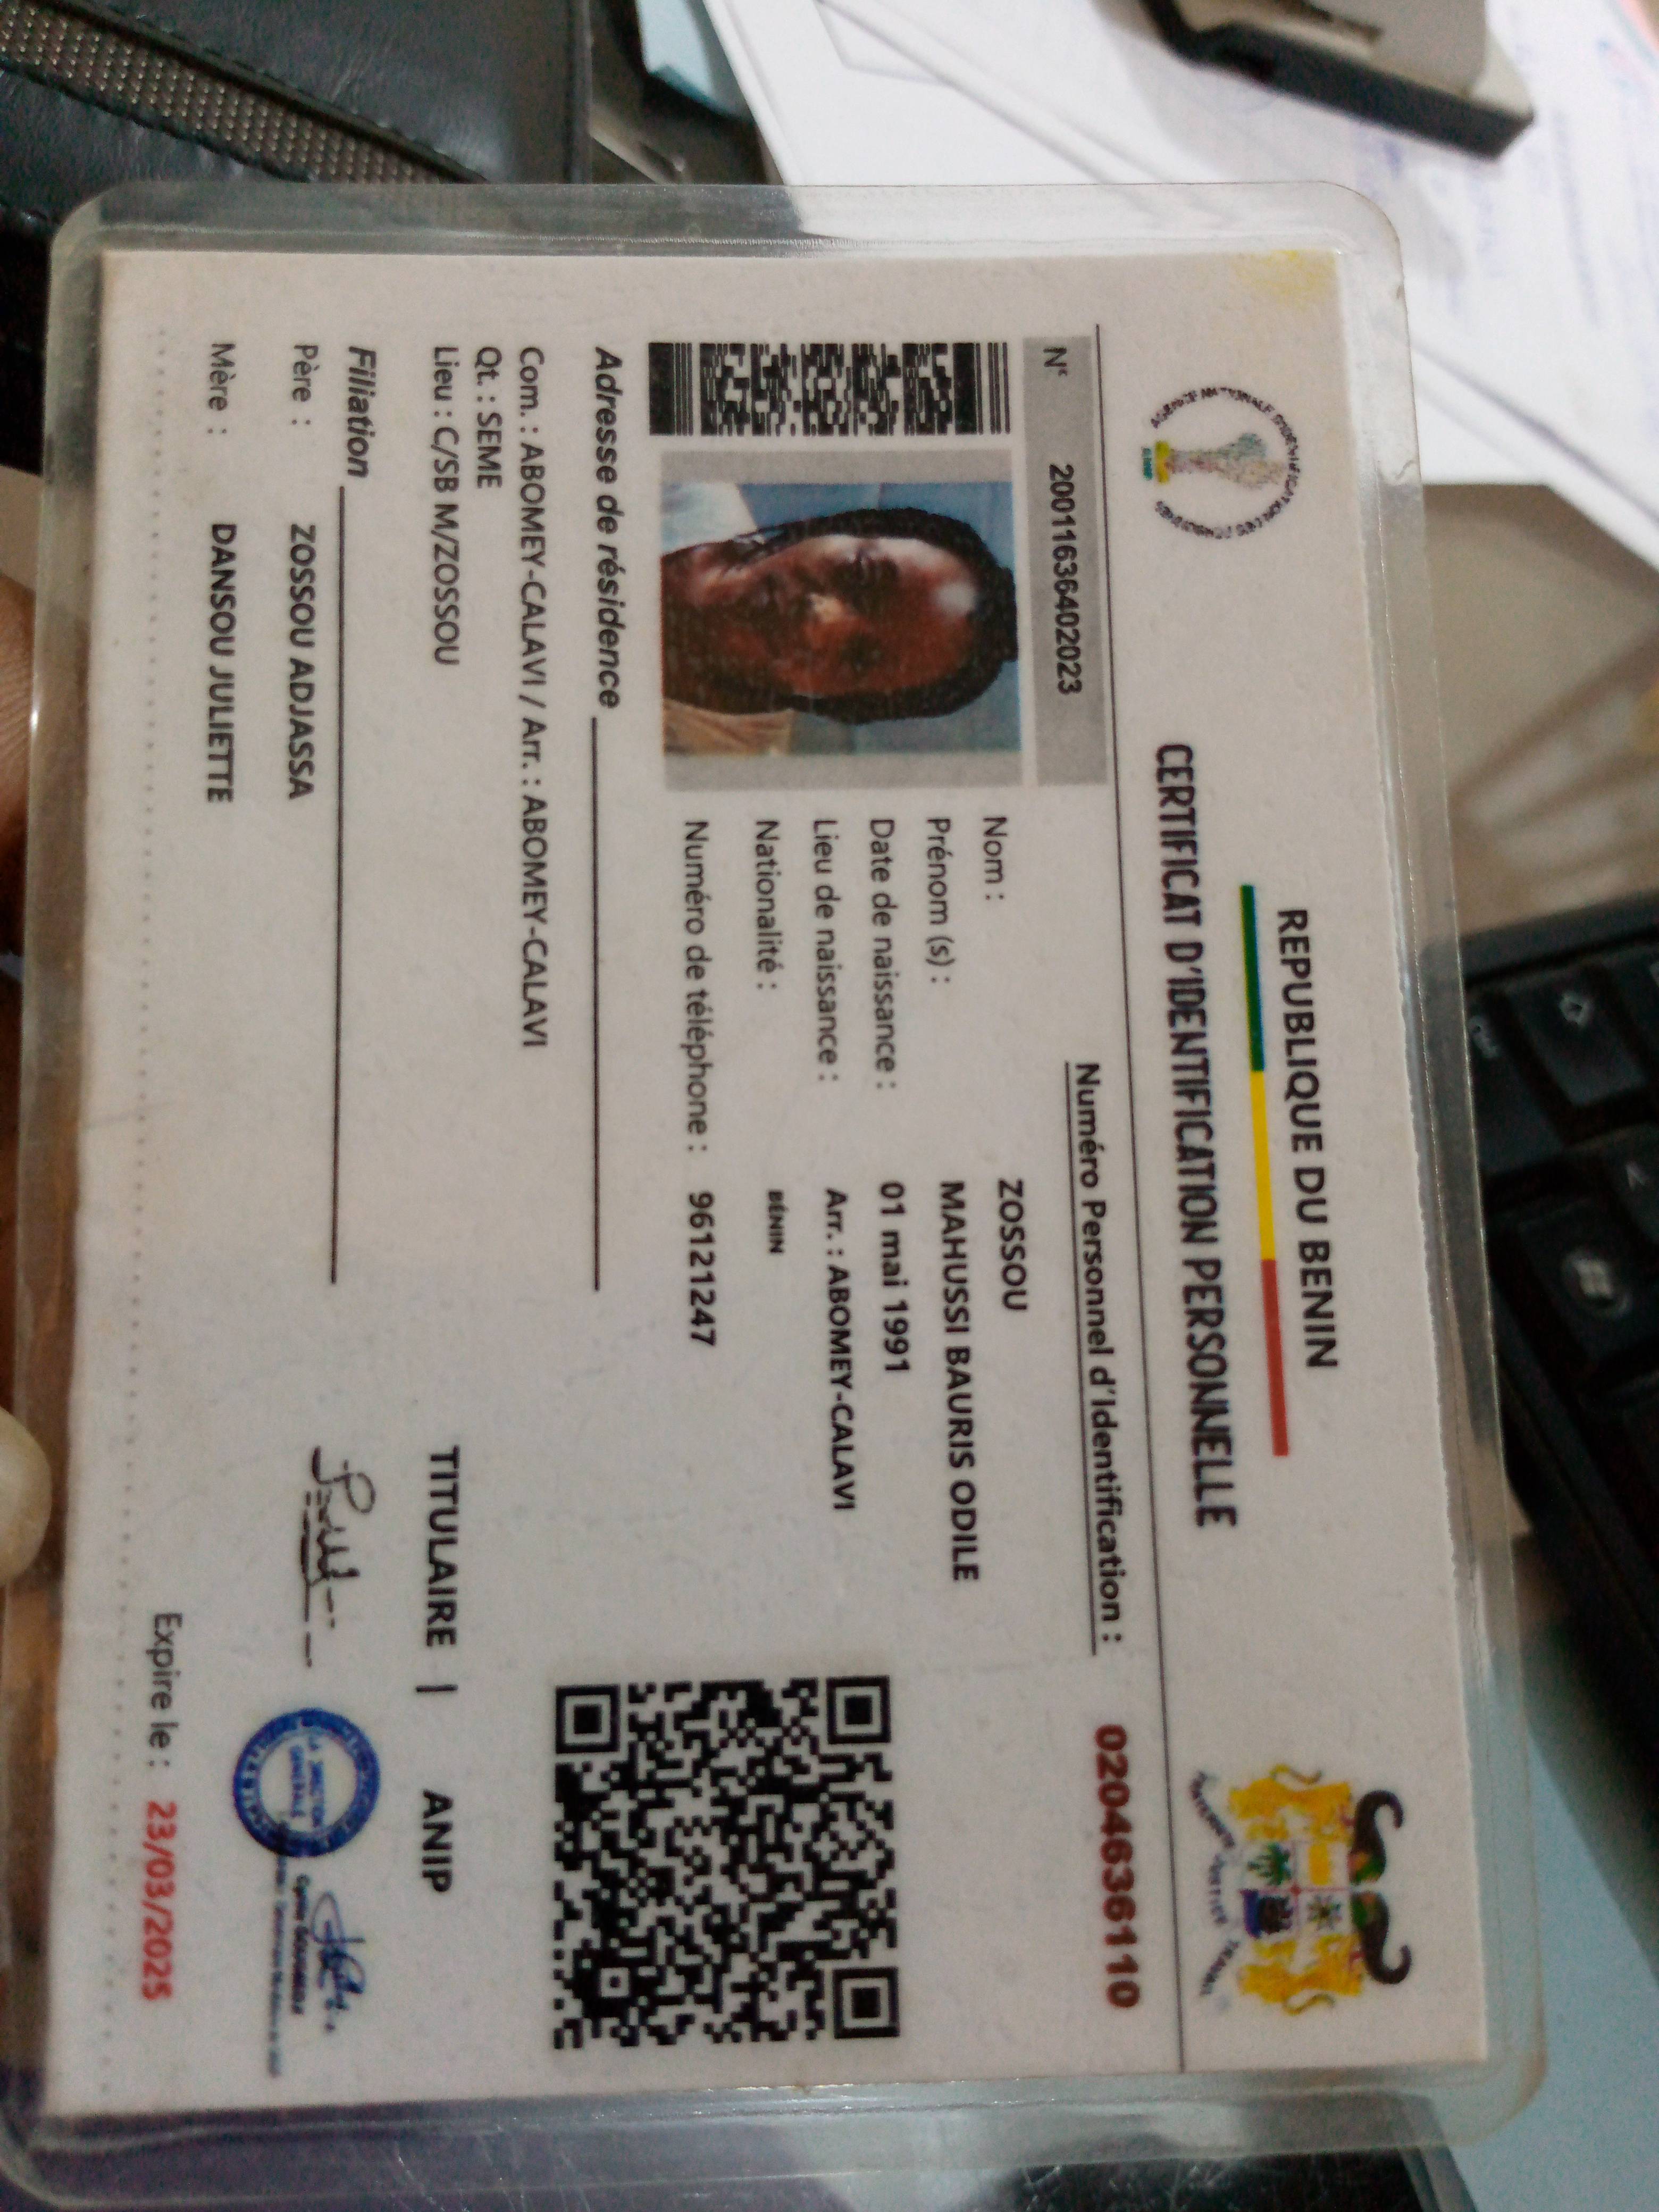 REPUBLIQUE DU BENIN
CERTIFICAT D'IDENTIFICATION PERSONNELLE
Numéro Personnel d'Identification : 0204636110
N° 20011636402023
Nom : ZOSSOU
Prénom (s) : MAHUSSI BAURIS ODILE
Date de naissance : 01 mai 1991
Lieu de naissance : Arr. : ABOMEY-CALAVI
Nationalité : BÉNIN
Numéro de téléphone : 96121247
Adresse de résidence
Com. : ABOMEY-CALAVI / Arr. : ABOMEY-CALAVI
Qt. : SEME
Lieu : C/SB M/ZOSSOU
TITULAIRE | ANIP
Filiation
Père : ZOSSOU ADJASSA
Mère : DANSOU JULIETTE
Expire le : 23/03/2025